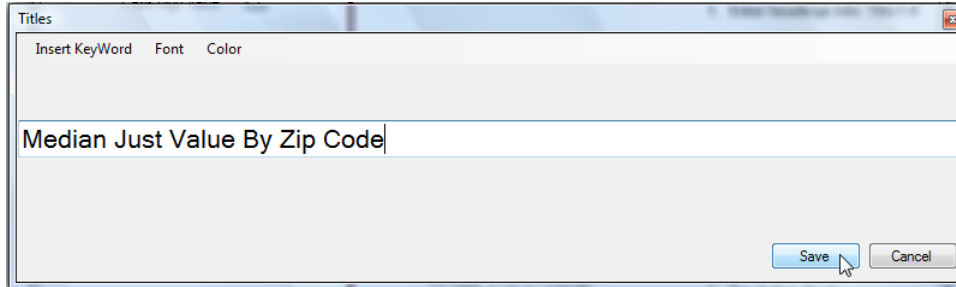 Titles
Insert KeyWord Font Color
Median Just Value By Zip Code
Save Cancel